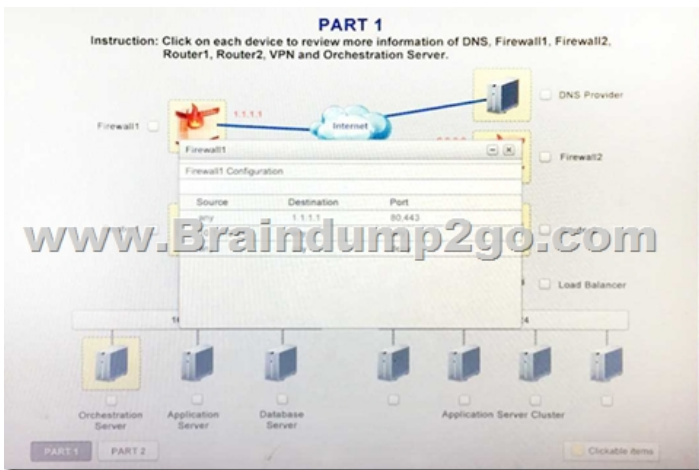 PART 1
Instruction: Click on each device to review more information of DNS, Firewall1, Firewall2,
Router1, Router2, VPN and Orchestration Server.
DNS Provider
1.1.1.1
Internet
Firewall1
Firewall1
Firewall2
Firewall1 Configuration
Source Destination Port
any 1.1.1.1 80,443
www.Braindump2go.com
Load Balancer
Orchestration
Server
Application
Server
Database
Server
Application Server Cluster
PART 1 PART 2
Clickable items